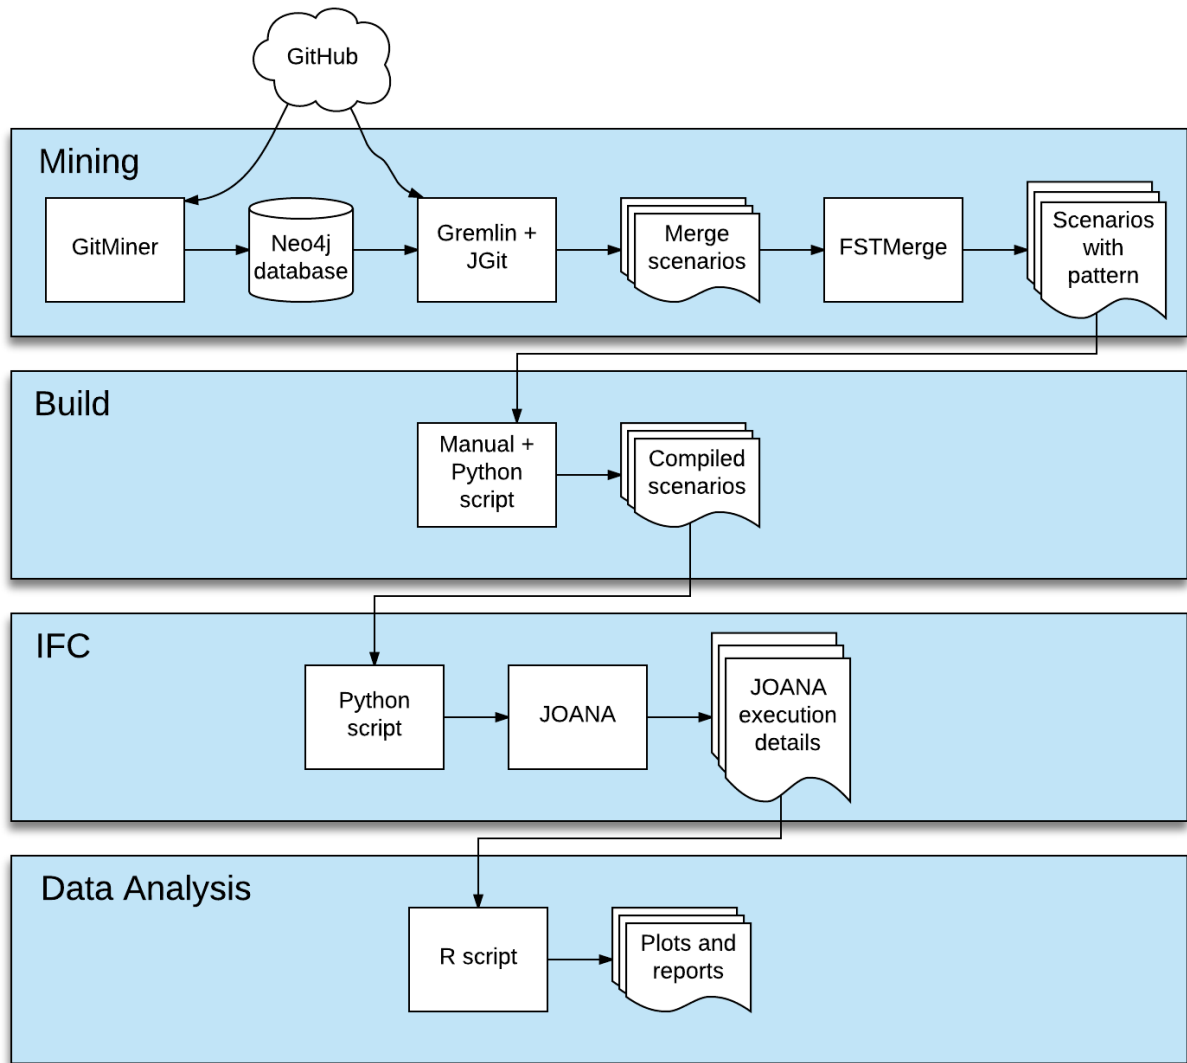 GitHub
Mining
GitMiner
Neo4j
database
Gremlin +
JGit
Merge
scenarios
FSTMerge
Scenarios
with
pattern
Build
Manual +
Python
script
Compiled
scenarios
IFC
Python
script
JOANA
JOANA
execution
details
Data Analysis
R script
Plots and
reports